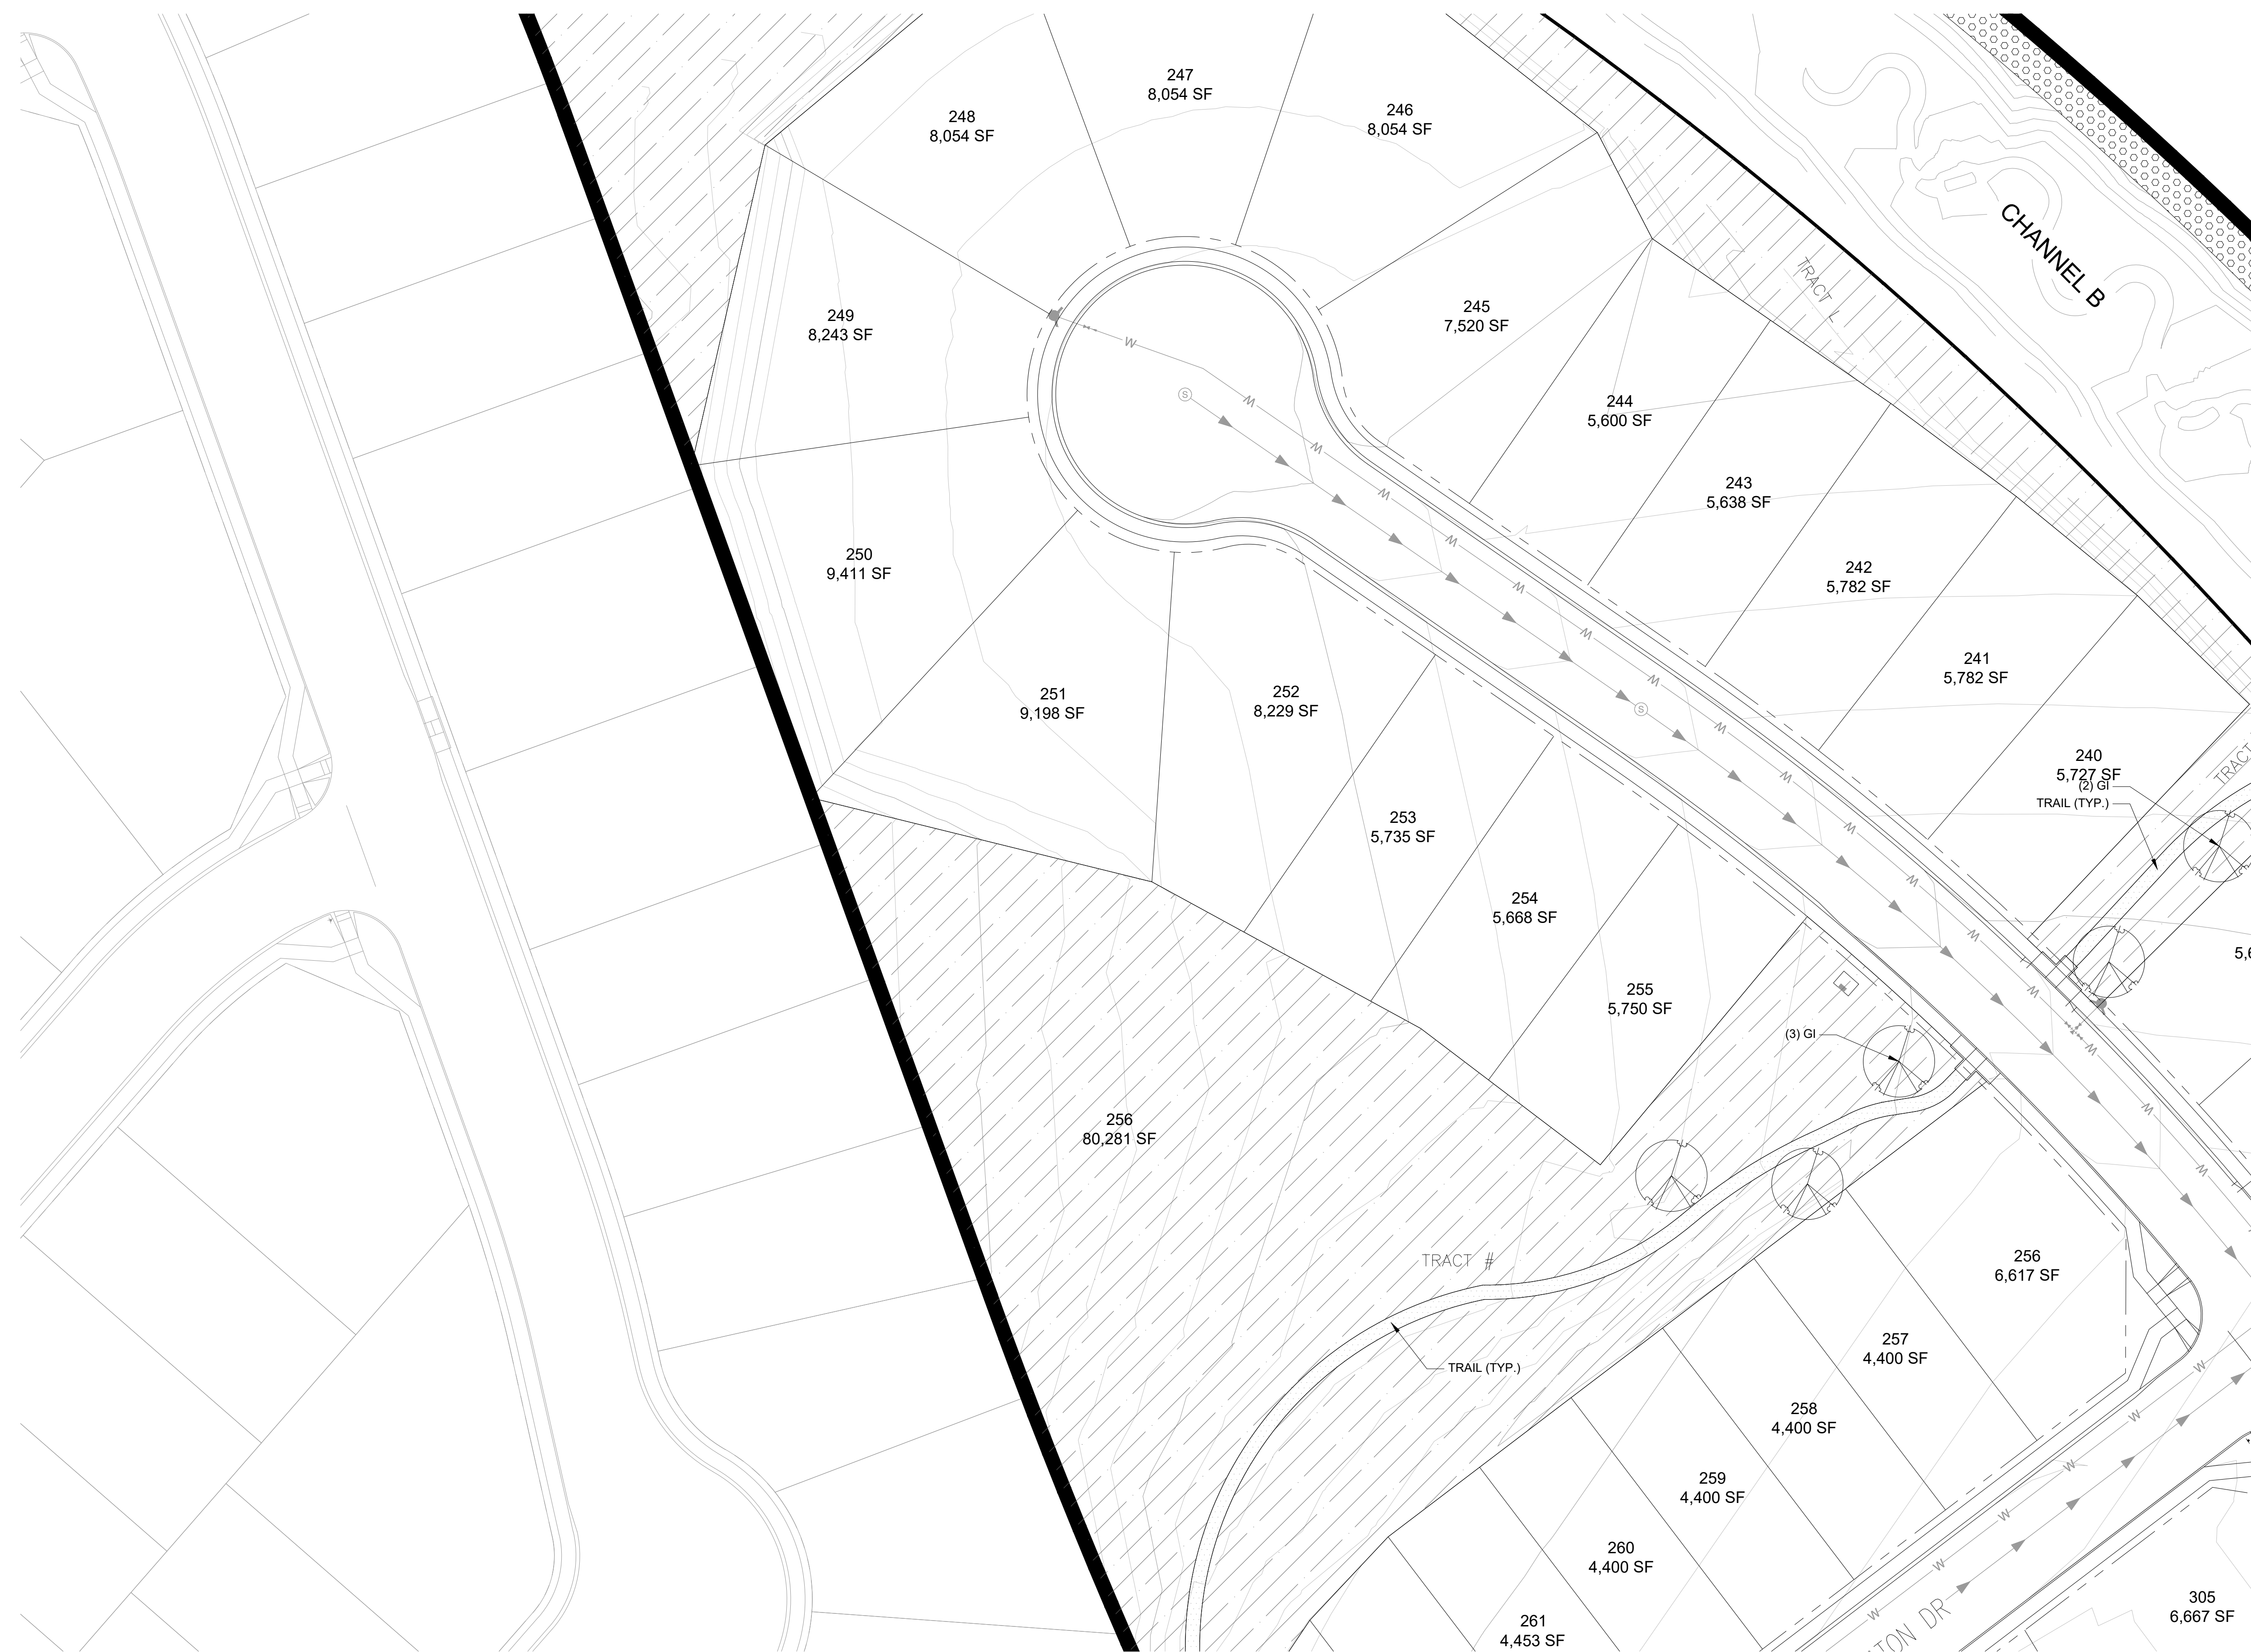 247
8,054 SF
246
8,054 SF
248
8,054 SF
CHANNEL B
TRACT L
245
7,520 SF
249
8,243 SF
W
S
244
5,600 SF
243
5,638 SF
250
9,411 SF
242
5,782 SF
241
5,782 SF
251
9,198 SF
252
8,229 SF
S
240
5,727 SF
(2) GI
TRAIL (TYP.)
TRACT
253
5,735 SF
254
5,668 SF
255
5,750 SF
(3) GI
256
80,281 SF
TRACT #
TRAIL (TYP.)
256
6,617 SF
257
4,400 SF
258
4,400 SF
259
4,400 SF
260
4,400 SF
261
4,453 SF
305
6,667 SF
DR